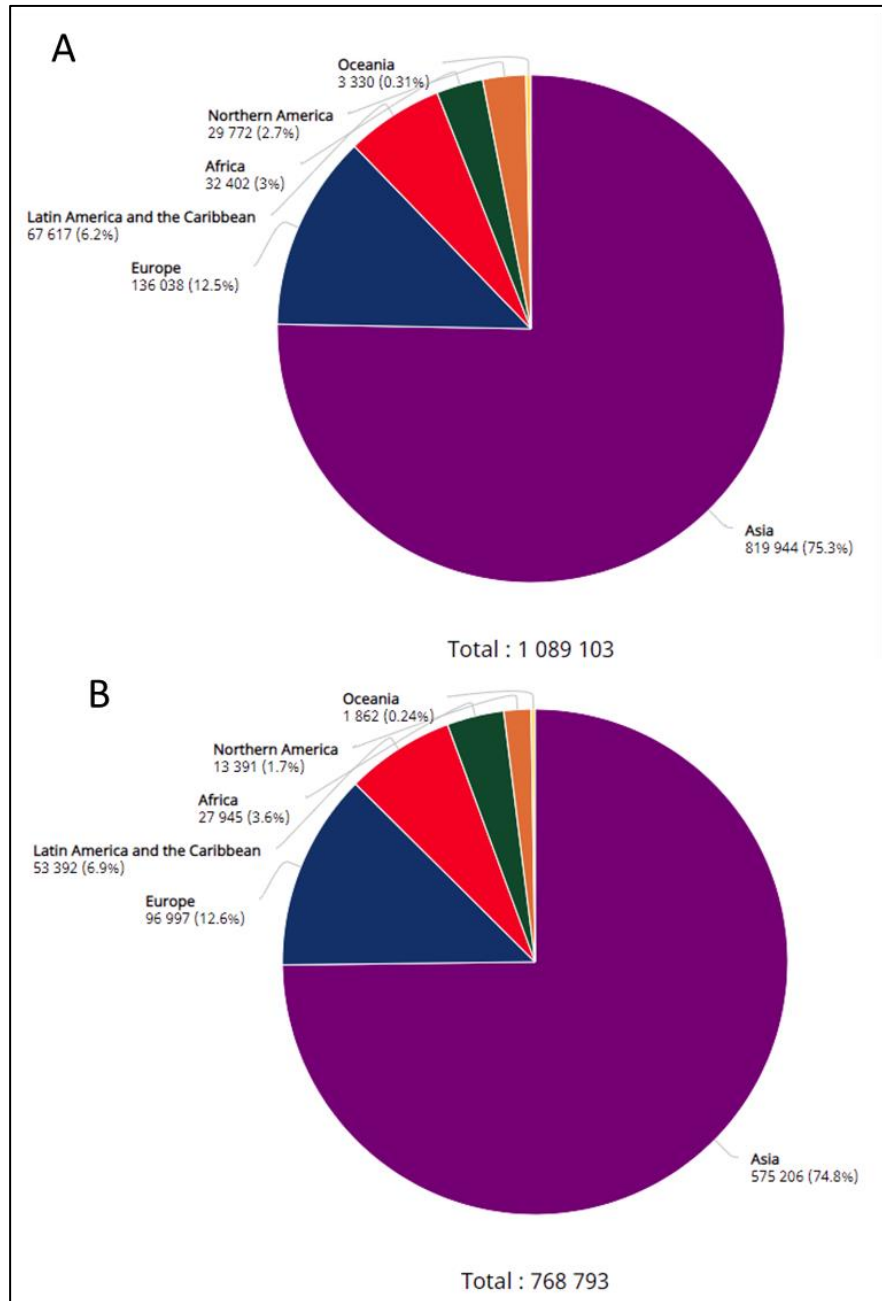 A
Oceania
3 330 (0.31%)
Northern America
29 772 (2.7%)
Africa
32 402 (3%)
Latin America and the Caribbean
67 617 (6.2%)
Europe
136 038 (12.5%)
Asia
819 944 (75.3%)
Total : 1 089 103
B
Oceania
1 862 (0.24%)
Northern America
13 391 (1.7%)
Africa
27 945 (3.6%)
Latin America and the Caribbean
53 392 (6.9%)
Europe
96 997 (12.6%)
Asia
575 206 (74.8%)
Total : 768 793